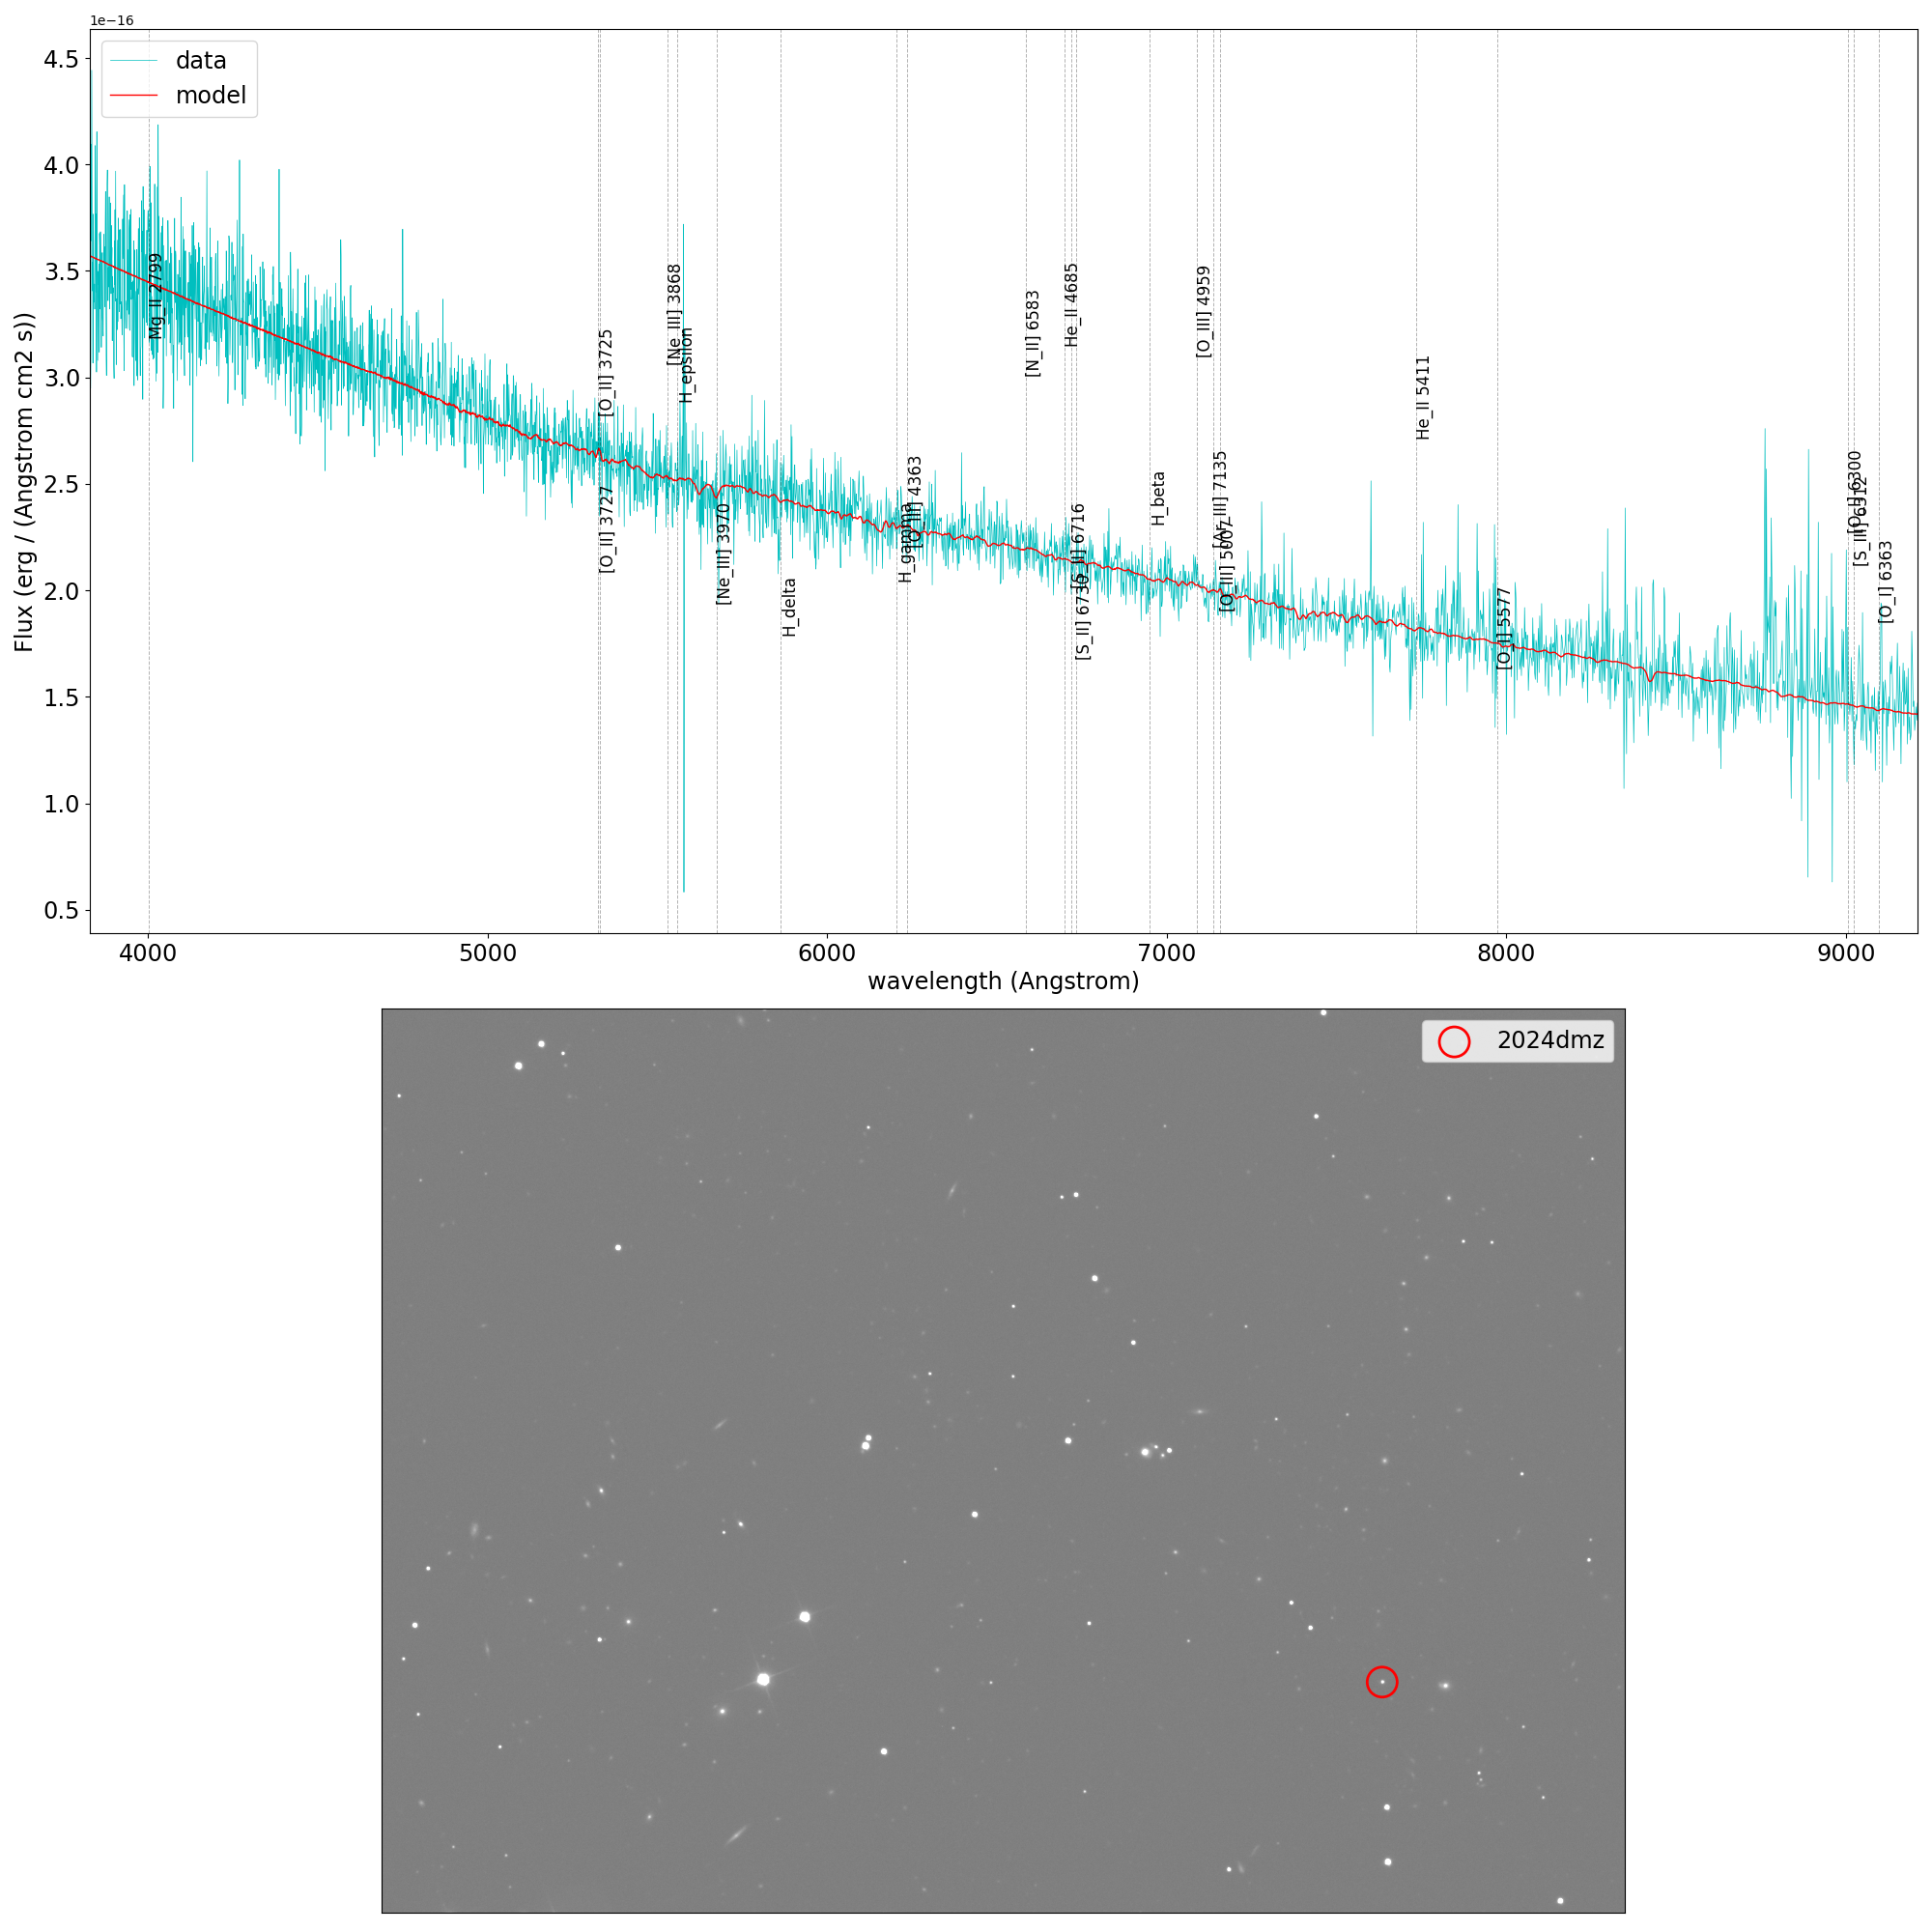 1e−16
data
model
4.5
4.0
3.5
3.0
2.5
2.0
1.5
1.0
0.5
Flux (erg / (Angstrom cm2 s))
Mg_II 2799
[O_II] 3725
[O_II] 3727
[Ne_III] 3868
H_epsilon
[Ne_III] 3970
H_delta
H_gamma
[O_III] 4363
[N_II] 6583
He_II 4685
[S_II] 6716
[S_II] 6730
H_beta
[O_III] 4959
[Ar_III] 7135
[O_III] 5007
He_II 5411
[O_I] 5577
[O_I] 6300
[S_III] 6312
[O_I] 6363
4000 5000 6000 7000 8000 9000
wavelength (Angstrom)
2024dmz